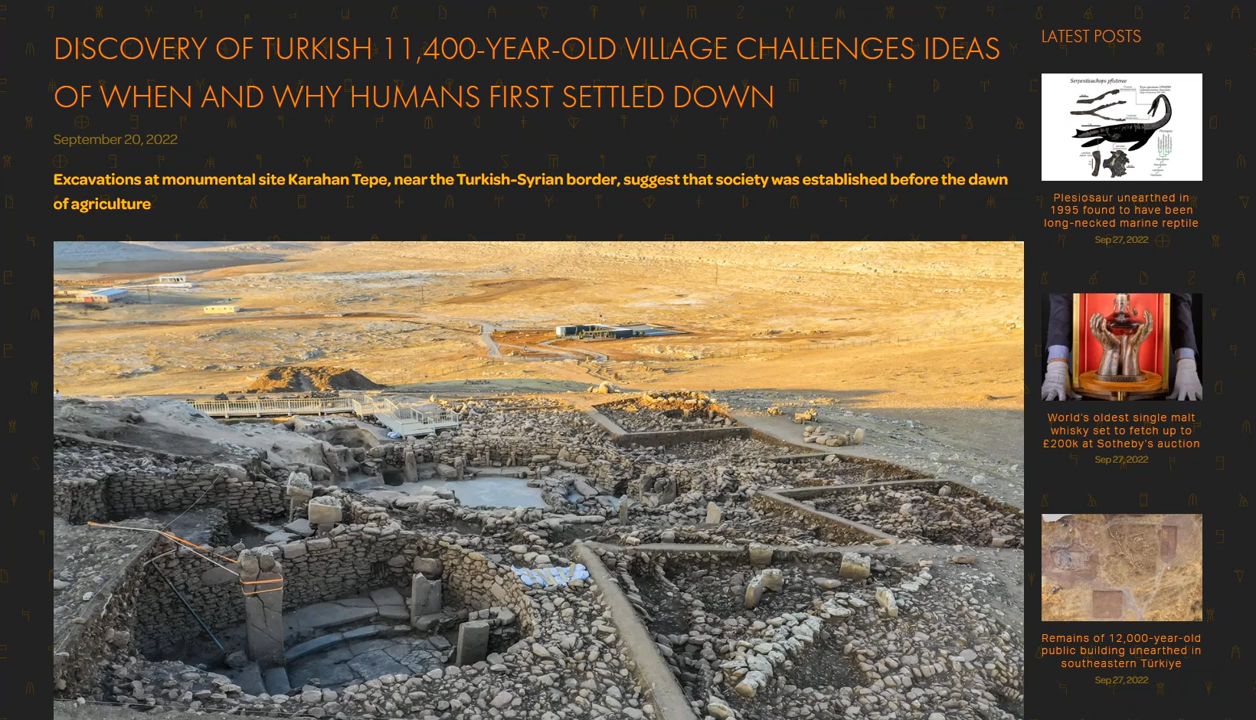 DISCOVERY OF TURKISH 11,400-YEAR-OLD VILLAGE CHALLENGES IDEAS
OF WHEN AND WHY HUMANS FIRST SETTLED DOWN
September 20, 2022
Excavations at monumental site Karahan Tepe, near the Turkish-Syrian border, suggest that society was established before the dawn
of agriculture
LATEST POSTS
Serpentisuchops pfisterae
Plesiosaur unearthed in
1995 found to have been
long-necked marine reptile
Sep 27, 2022
World's oldest single malt
whisky set to fetch up to
£200k at Sotheby's auction
Sep 27, 2022
Remains of 12,000-year-old
public building unearthed in
southeastern Türkiye
Sep 27, 2022